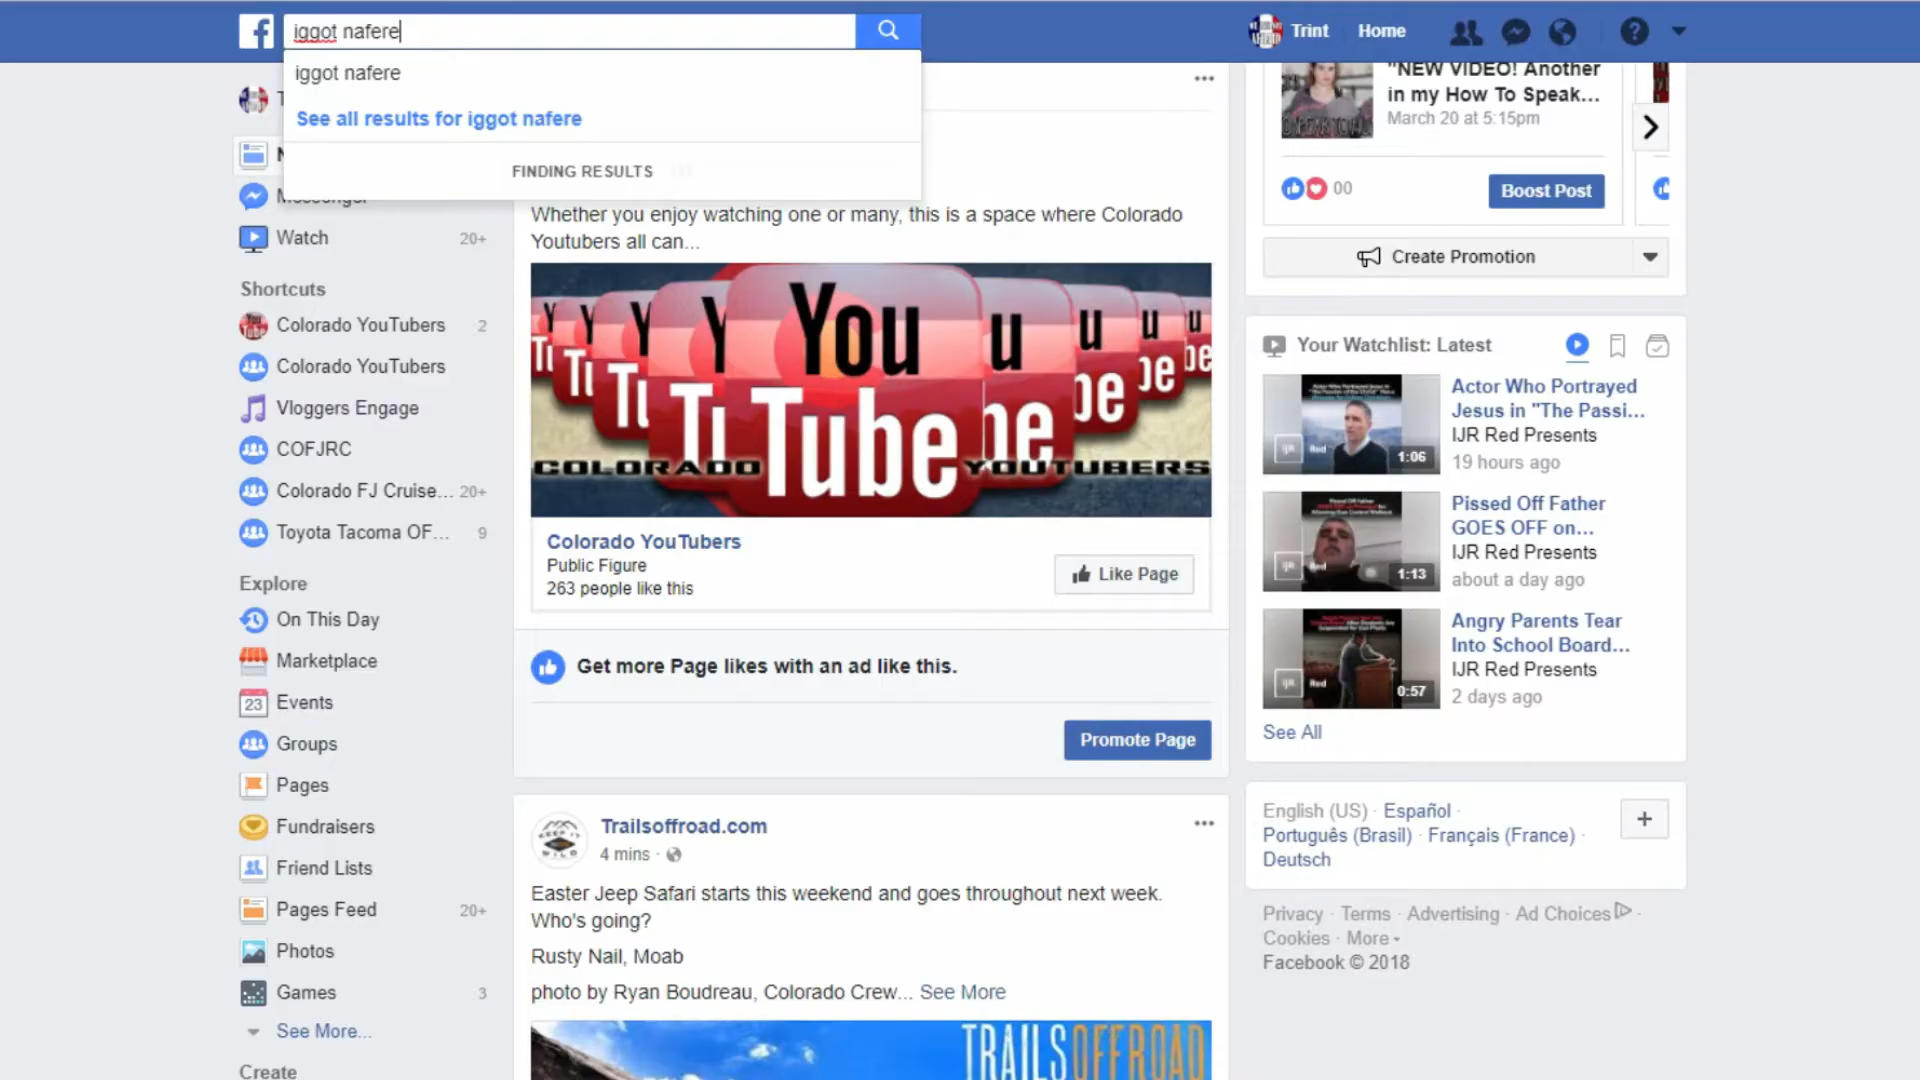 iggot nafere
Trint
Home
iggot nafere
See all results for iggot nafere
FINDING RESULTS
Watch 20+
Shortcuts
Colorado YouTubers 2
Colorado YouTubers
Vloggers Engage
COFJRC
Colorado FJ Cruise... 20+
Toyota Tacoma OF... 9
Explore
On This Day
Marketplace
23 Events
Groups
Pages
Fundraisers
Friend Lists
Pages Feed 20+
Photos
Games 3
See More...
Create
Whether you enjoy watching one or many, this is a space where Colorado
Youtubers all can...
You
Tube
COLORADO YOUTUBERS
Colorado YouTubers
Public Figure
263 people like this
Like Page
Get more Page likes with an ad like this.
Promote Page
Trailsoffroad.com
4 mins ·
Easter Jeep Safari starts this weekend and goes throughout next week.
Who's going?
Rusty Nail, Moab
photo by Ryan Boudreau, Colorado Crew... See More
TRAILSOFFROAD
"NEW VIDEO! Another
in my How To Speak...
March 20 at 5:15pm
00
Boost Post
Create Promotion
Your Watchlist: Latest
Actor Who Portrayed
Jesus in "The Passi...
IJR Red Presents
19 hours ago
1:06
Pissed Off Father
GOES OFF on...
IJR Red Presents
about a day ago
1:13
Angry Parents Tear
Into School Board...
IJR Red Presents
2 days ago
0:57
See All
English (US) · Español ·
Português (Brasil) · Français (France) ·
Deutsch
Privacy · Terms · Advertising · Ad Choices ·
Cookies · More
Facebook © 2018